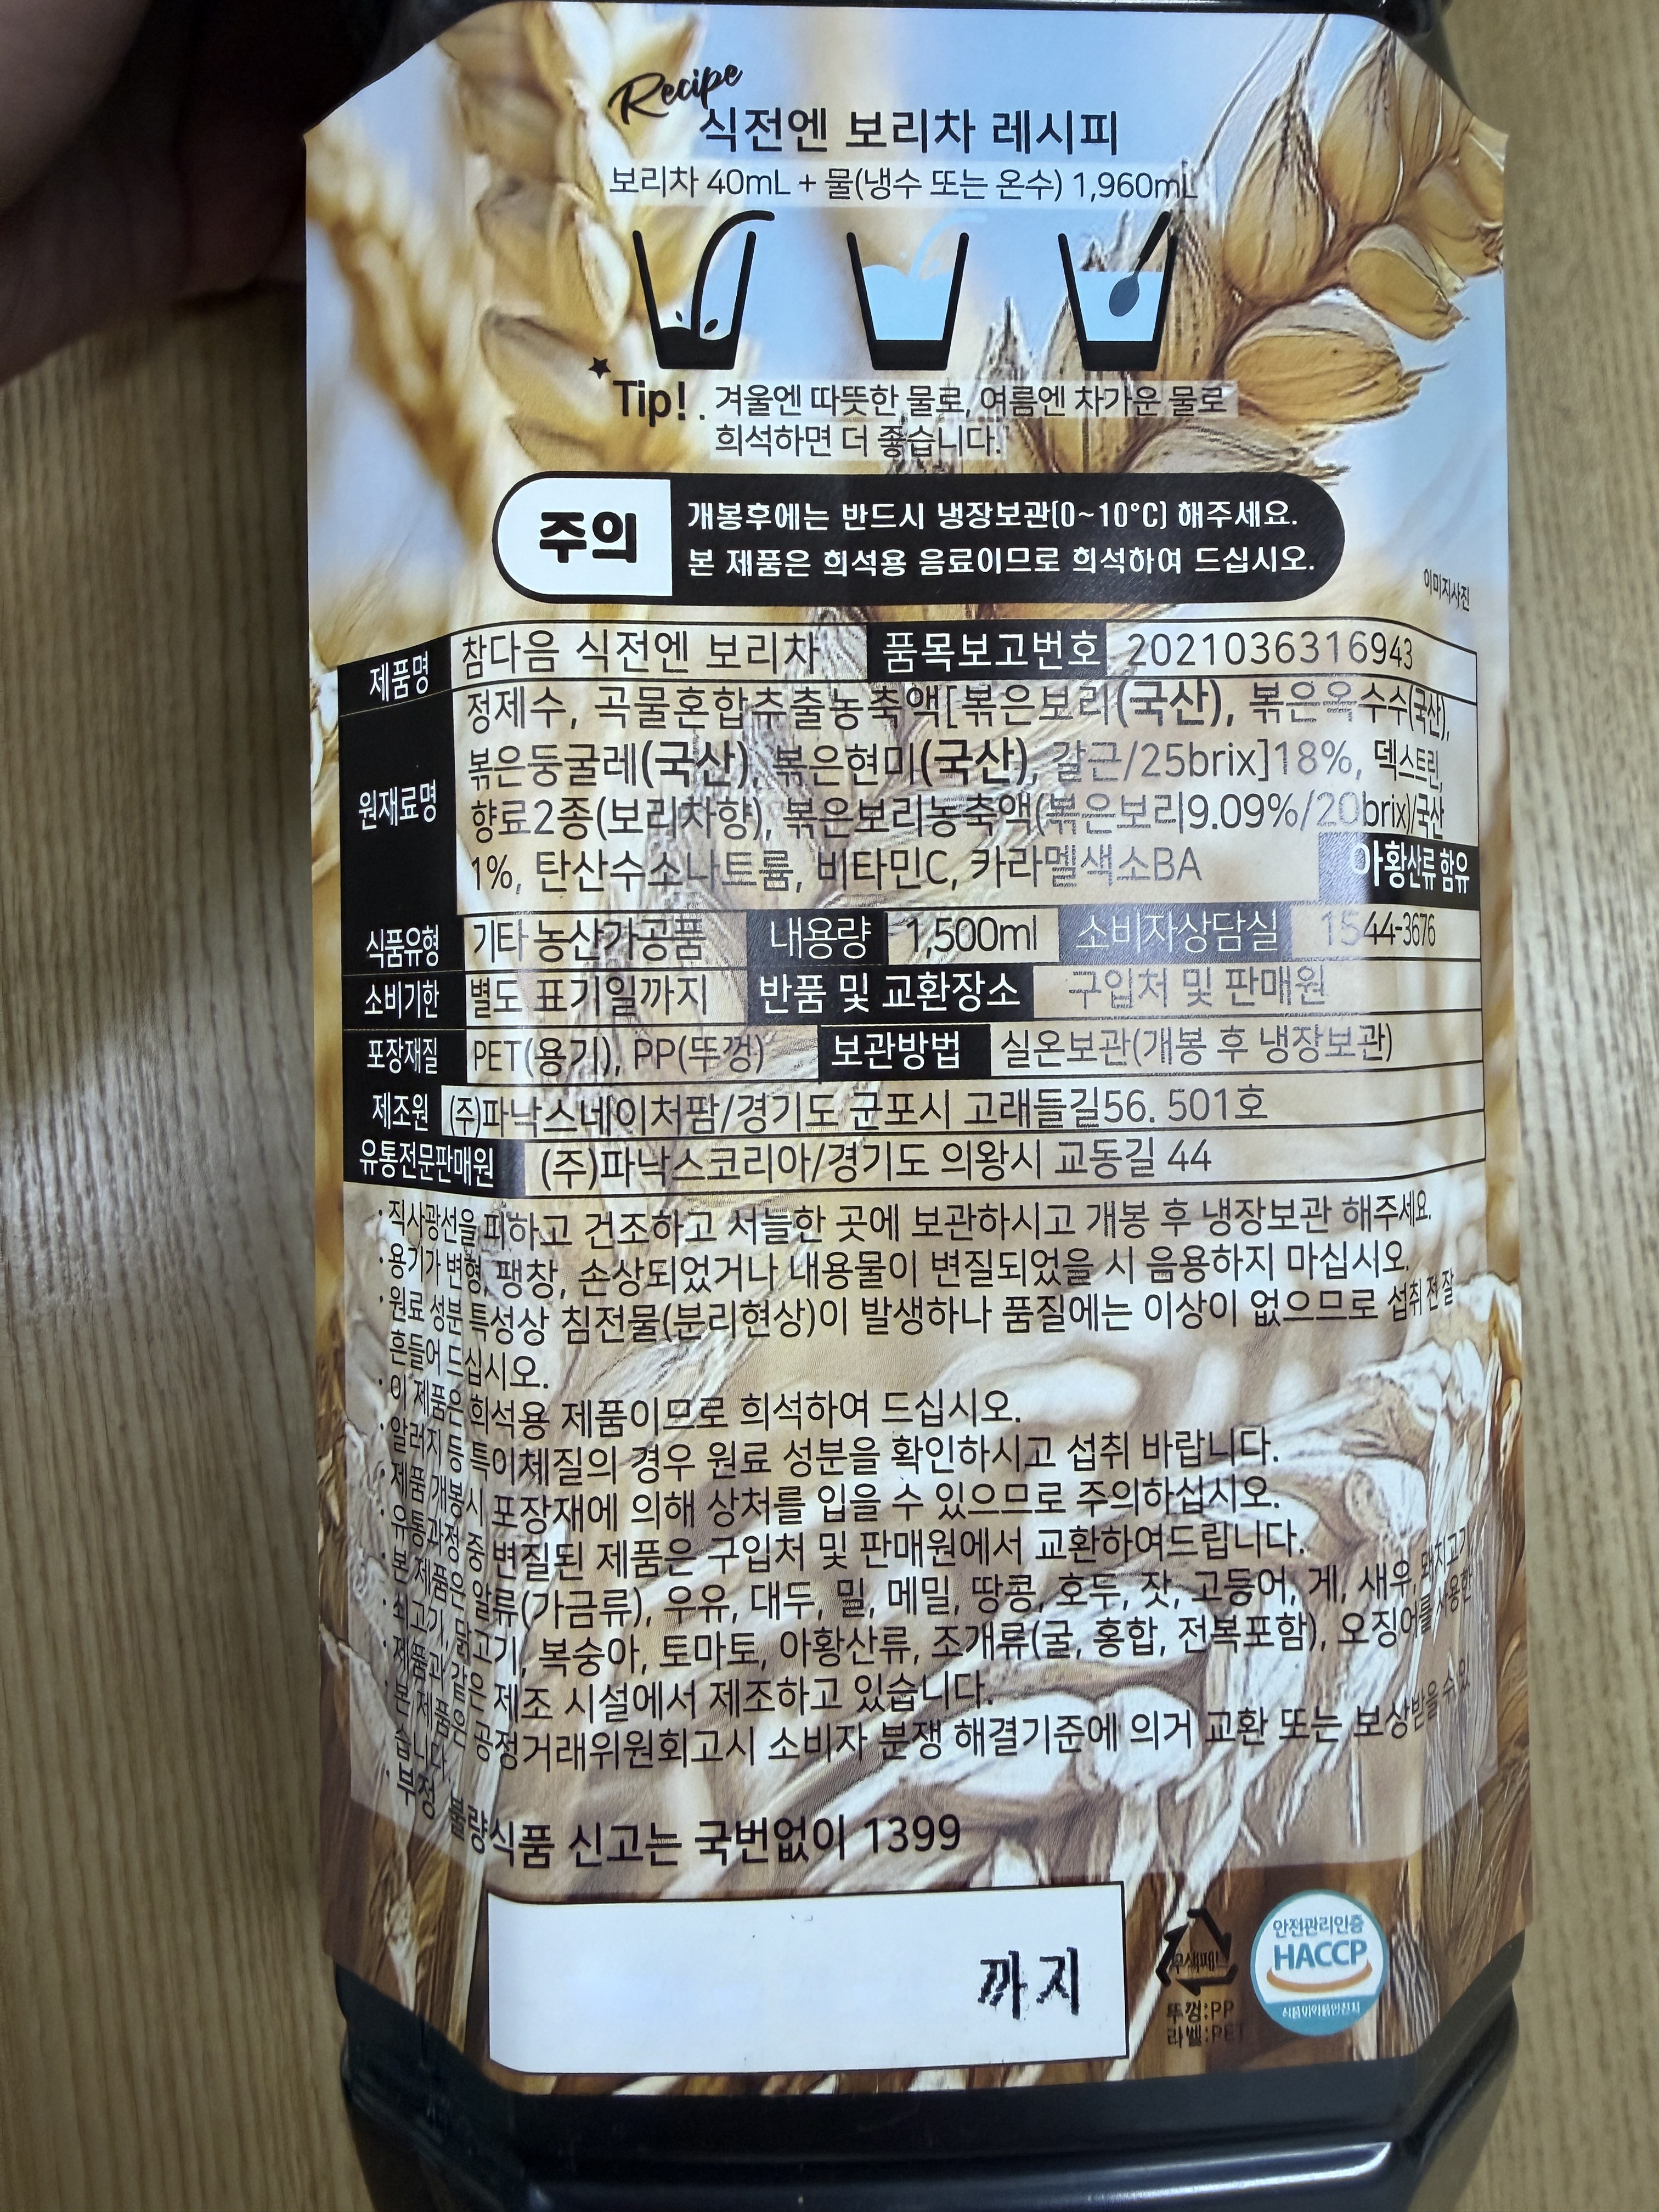 Recipe
식전엔 보리차 레시피
보리차 40mL + 물(냉수 또는 온수) 1,960mL
Tip! . 겨울엔 따뜻한 물로, 여름엔 차가운 물로
희석하면 더 좋습니다.
주의
개봉후에는 반드시 냉장보관(0~10°C) 해주세요.
본 제품은 희석용 음료이므로 희석하여 드십시오.
이미지사진
제품명 참다음 식전엔 보리차 품목보고번호 2021036316943
원재료명
정제수, 곡물혼합추출농축액[볶은보리(국산), 볶은옥수수(국산),
볶은둥굴레(국산), 볶은현미(국산), 갈근/25brix]18%, 덱스트린,
향료2종(보리차향), 볶은보리농축액(볶은보리9.09%/20brix)/국산
1%, 탄산수소나트륨, 비타민C, 카라멜색소BA 아황산류 함유
식품유형 기타 농산가공품 내용량 1,500ml 소비자상담실 1544-3676
소비기한 별도 표기일까지 반품 및 교환장소 구입처 및 판매원
포장재질 PET(용기), PP(뚜껑) 보관방법 실온보관(개봉 후 냉장보관)
제조원 (주)파낙스네이처팜/경기도 군포시 고래들길56. 501호
유통전문판매원 (주)파낙스코리아/경기도 의왕시 교동길 44
· 직사광선을 피하고 건조하고 서늘한 곳에 보관하시고 개봉 후 냉장보관 해주세요.
· 용기가 변형, 팽창, 손상되었거나 내용물이 변질되었을 시 음용하지 마십시오.
· 원료 성분 특성상 침전물(분리현상)이 발생하나 품질에는 이상이 없으므로 섭취 전 잘
흔들어 드십시오.
· 이 제품은 희석용 제품이므로 희석하여 드십시오.
· 알러지 등 특이체질의 경우 원료 성분을 확인하시고 섭취 바랍니다.
· 제품 개봉 시 포장재에 의해 상처를 입을 수 있으므로 주의하십시오.
· 유통과정 중 변질된 제품은 구입처 및 판매원에서 교환하여드립니다.
· 본 제품은 알류(가금류), 우유, 대두, 밀, 메밀, 땅콩, 호두, 잣, 고등어, 게, 새우, 돼지고기,
쇠고기, 닭고기, 복숭아, 토마토, 아황산류, 조개류(굴, 홍합, 전복포함), 오징어를 사용한
제품과 같은 제조 시설에서 제조하고 있습니다.
· 본 제품은 공정거래위원회고시 소비자 분쟁 해결기준에 의거 교환 또는 보상받을 수 있
습니다.
· 부정 불량식품 신고는 국번없이 1399
까지
무색페트
뚜껑:PP
라벨:PET
안전관리인증
HACCP